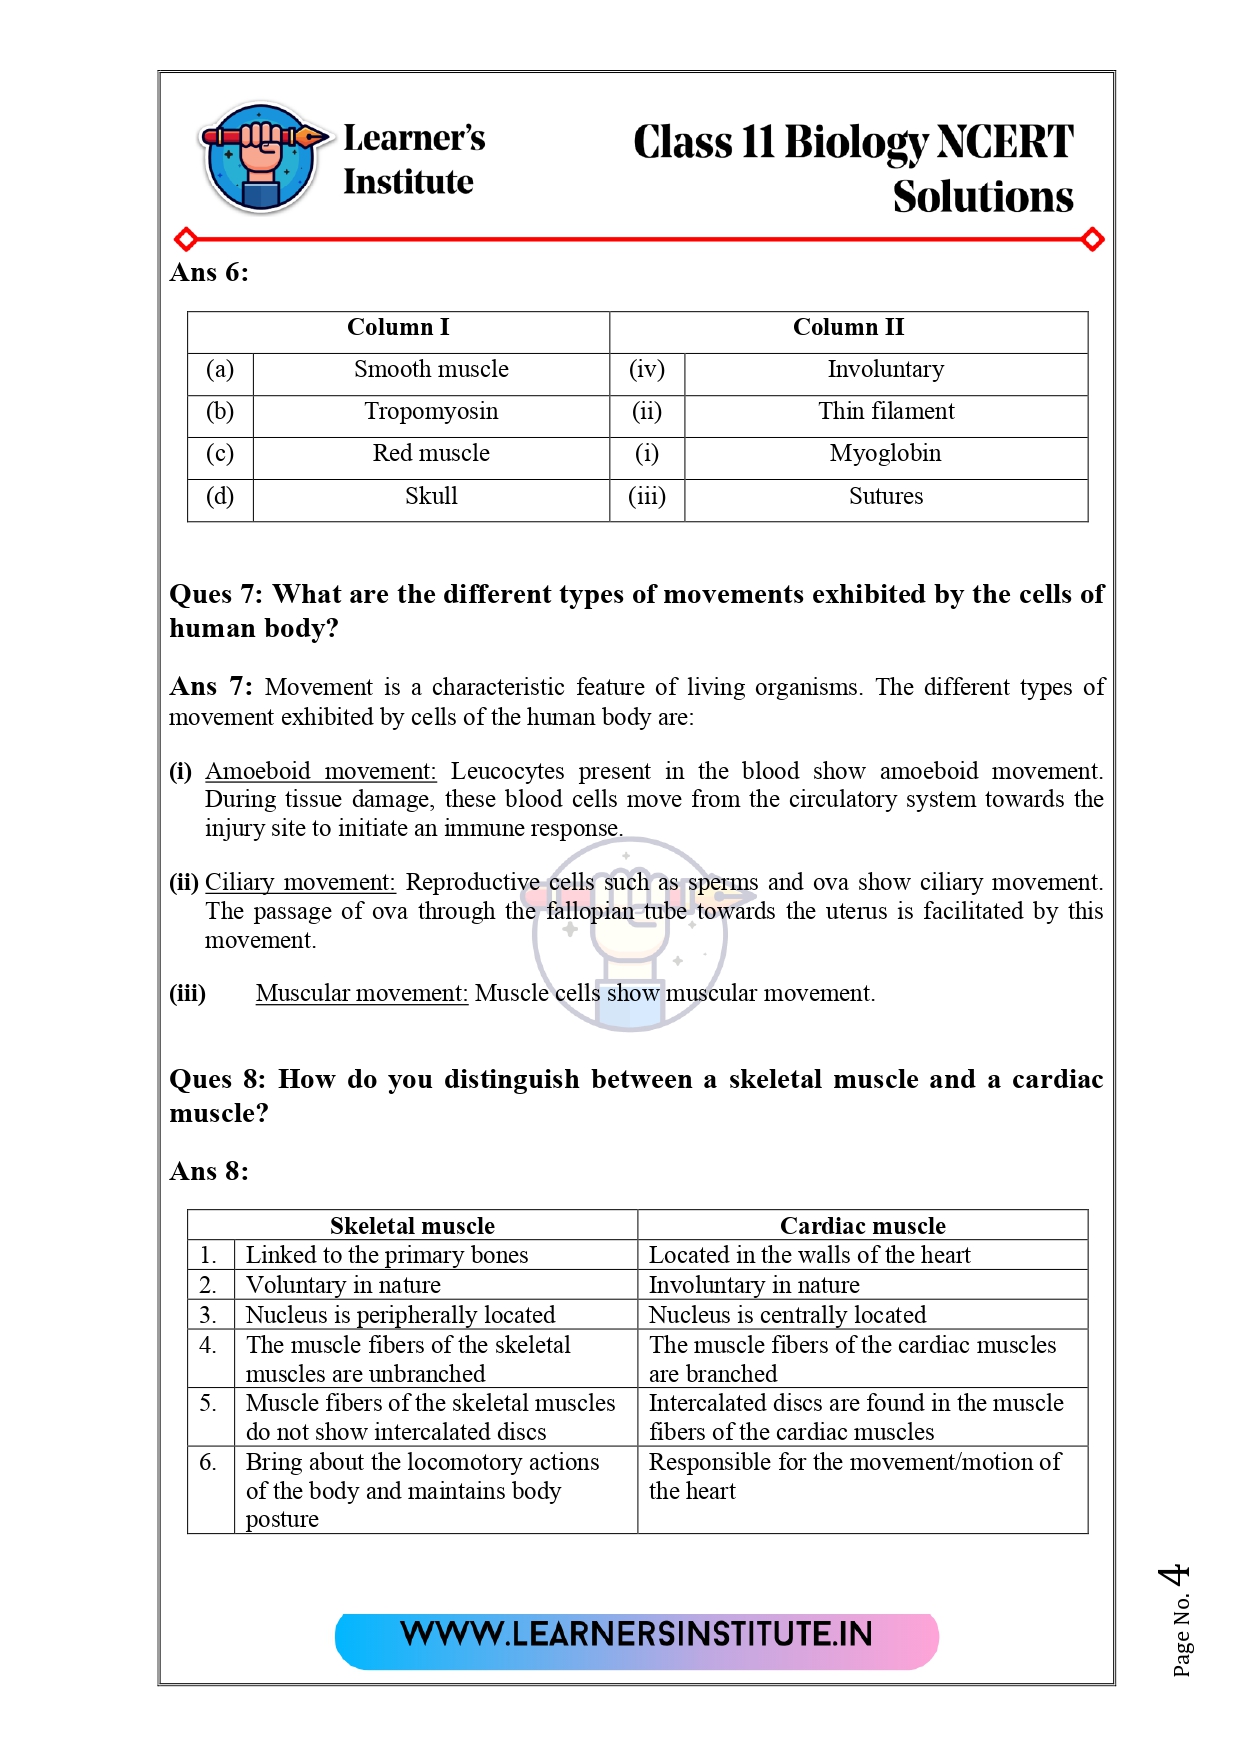 Learner's
Institute
Class 11 Biology NCERT
Solutions
Ans 6:
Column I Column II
(a) Smooth muscle (iv) Involuntary
(b) Tropomyosin (ii) Thin filament
(c) Red muscle (i) Myoglobin
(d) Skull (iii) Sutures
Ques 7: What are the different types of movements exhibited by the cells of
human body?
Ans 7: Movement is a characteristic feature of living organisms. The different types of
movement exhibited by cells of the human body are:
(i) Amoeboid movement: Leucocytes present in the blood show amoeboid movement.
During tissue damage, these blood cells move from the circulatory system towards the
injury site to initiate an immune response.
(ii) Ciliary movement: Reproductive cells such as sperms and ova show ciliary movement.
The passage of ova through the fallopian tube towards the uterus is facilitated by this
movement.
(iii) Muscular movement: Muscle cells show muscular movement.
Ques 8: How do you distinguish between a skeletal muscle and a cardiac
muscle?
Ans 8:
Skeletal muscle Cardiac muscle
1. Linked to the primary bones Located in the walls of the heart
2. Voluntary in nature Involuntary in nature
3. Nucleus is peripherally located Nucleus is centrally located
4. The muscle fibers of the skeletal The muscle fibers of the cardiac muscles
muscles are unbranched are branched
5. Muscle fibers of the skeletal muscles Intercalated discs are found in the muscle
do not show intercalated discs fibers of the cardiac muscles
6. Bring about the locomotory actions Responsible for the movement/motion of
of the body and maintains body the heart
posture
WWW.LEARNERSINSTITUTE.IN
Page No. 4